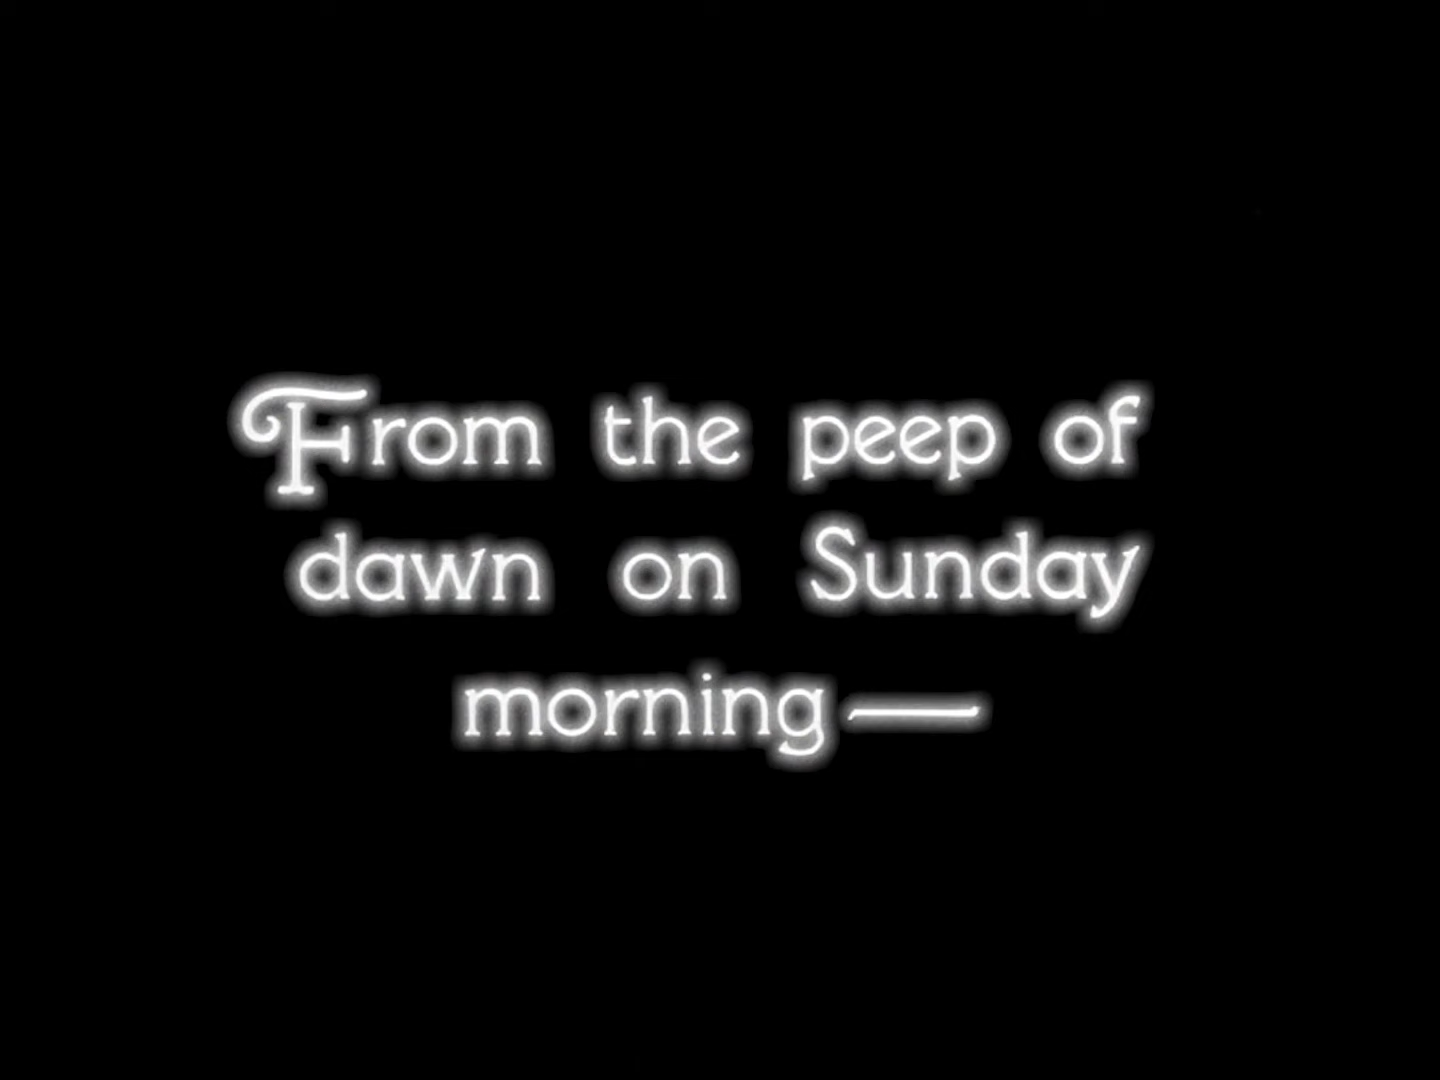 From the peep of
dawn on Sunday
morning —